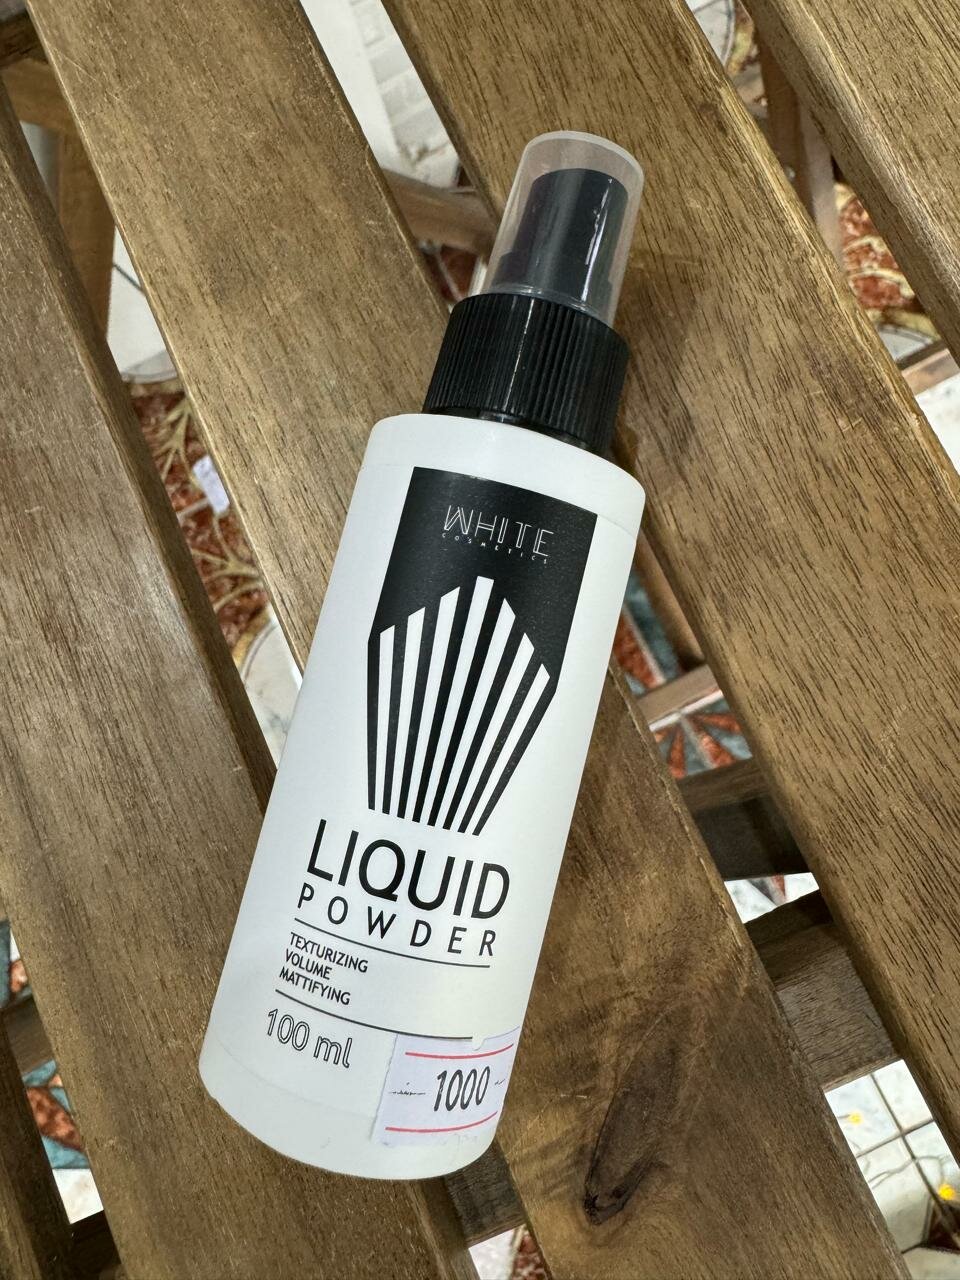 WHITE
COSMETICS
LIQUID
POWDER
TEXTURIZING
VOLUME
MATTIFYING
100 ml
1000